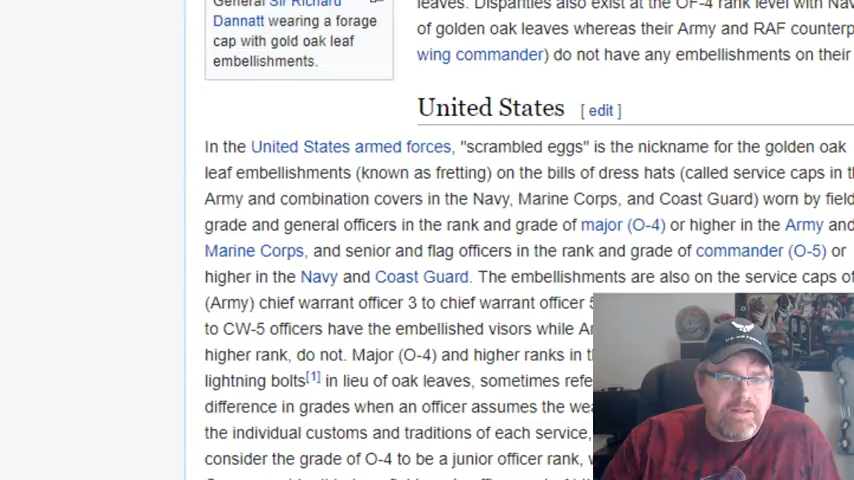 General Sir Richard
Dannatt wearing a forage
cap with gold oak leaf
embellishments.
leaves. Disparities also exist at the OF-4 rank level with Nav
of golden oak leaves whereas their Army and RAF counterp
wing commander) do not have any embellishments on their
United States [ edit ]
In the United States armed forces, "scrambled eggs" is the nickname for the golden oak
leaf embellishments (known as fretting) on the bills of dress hats (called service caps in th
Army and combination covers in the Navy, Marine Corps, and Coast Guard) worn by field
grade and general officers in the rank and grade of major (O-4) or higher in the Army and
Marine Corps, and senior and flag officers in the rank and grade of commander (O-5) or
higher in the Navy and Coast Guard. The embellishments are also on the service caps of
(Army) chief warrant officer 3 to chief warrant officer 5
to CW-5 officers have the embellished visors while Ar
higher rank, do not. Major (O-4) and higher ranks in th
lightning bolts[1] in lieu of oak leaves, sometimes refe
difference in grades when an officer assumes the wea
the individual customs and traditions of each service,
consider the grade of O-4 to be a junior officer rank, w
U.S. AIR FORCE